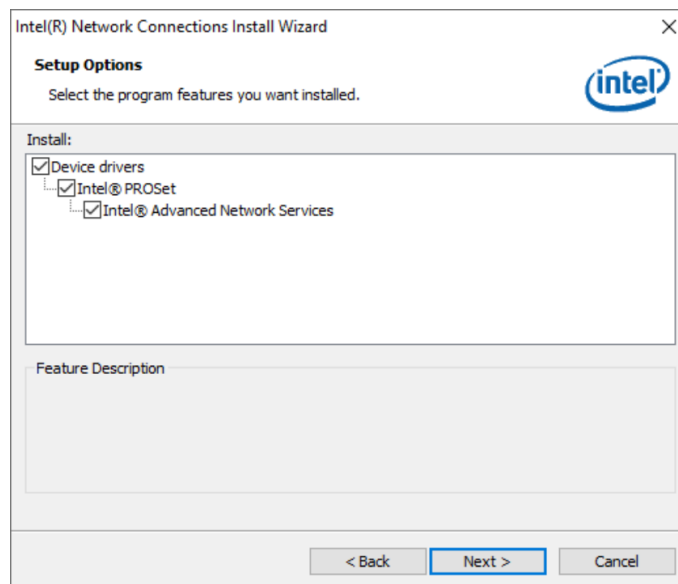 Intel(R) Network Connections Install Wizard
Setup Options
Select the program features you want installed.
intel
Install:
Device drivers
Intel® PROSet
Intel® Advanced Network Services
Feature Description
< Back
Next >
Cancel